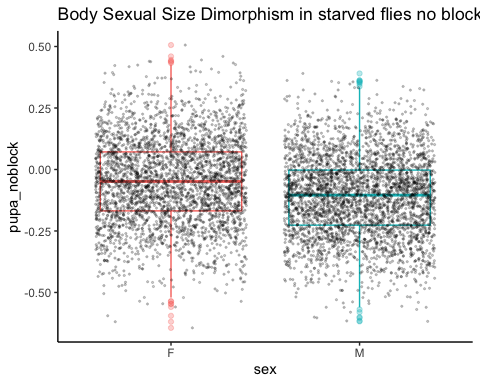 Body Sexual Size Dimorphism in starved flies no block
0.50
0.25
0.00
-0.25
-0.50
pupa_noblock
F
M
sex